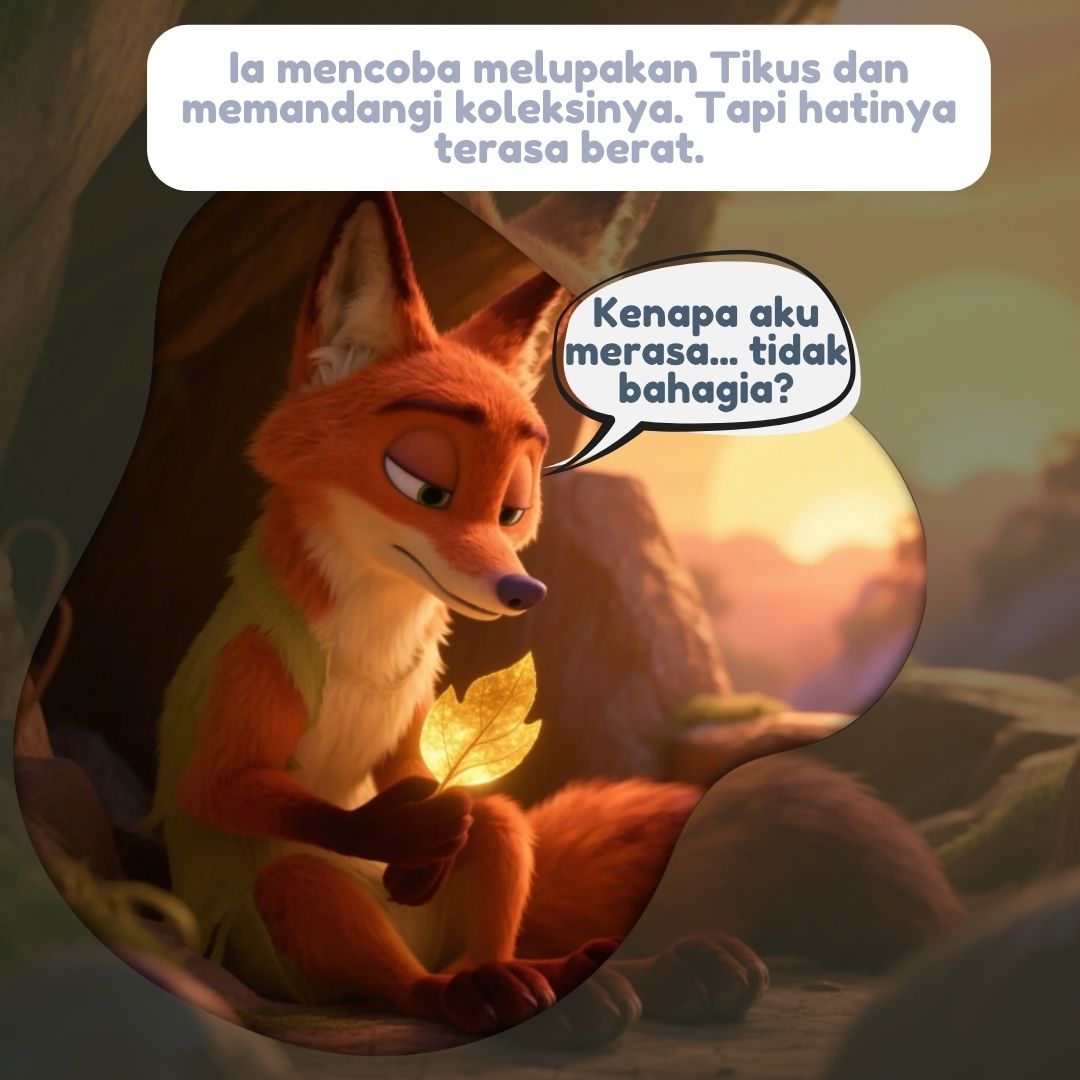 Ia mencoba melupakan Tikus dan
memandangi koleksinya. Tapi hatinya
terasa berat.
Kenapa aku
merasa... tidak
bahagia?